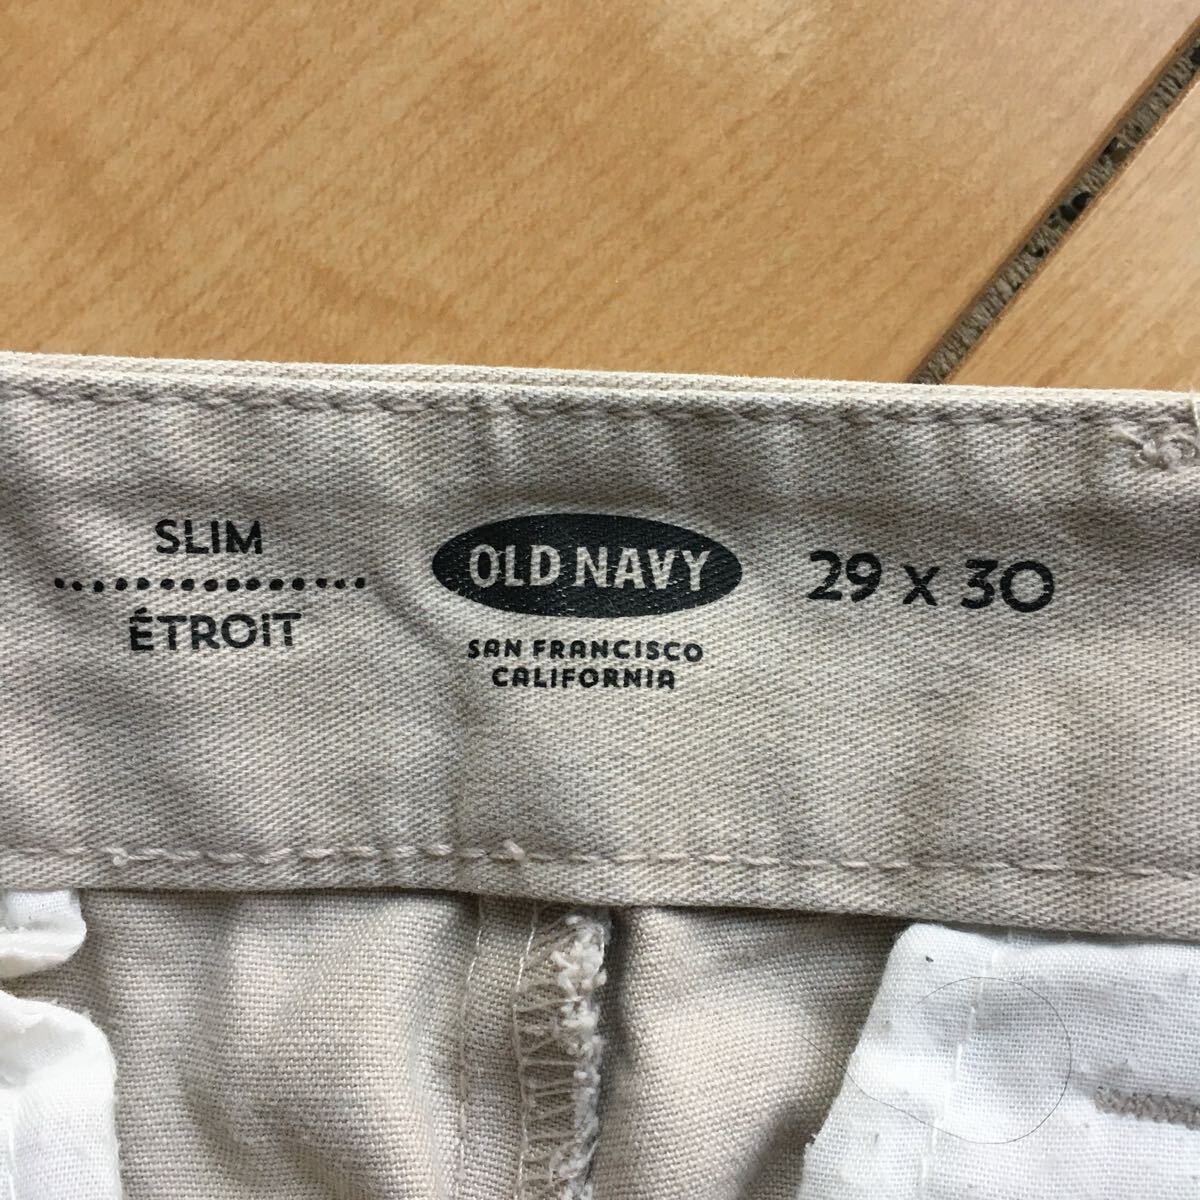 SLIM
ÉTROIT
OLD NAVY
SAN FRANCISCO
CALIFORNIA
29 x 30